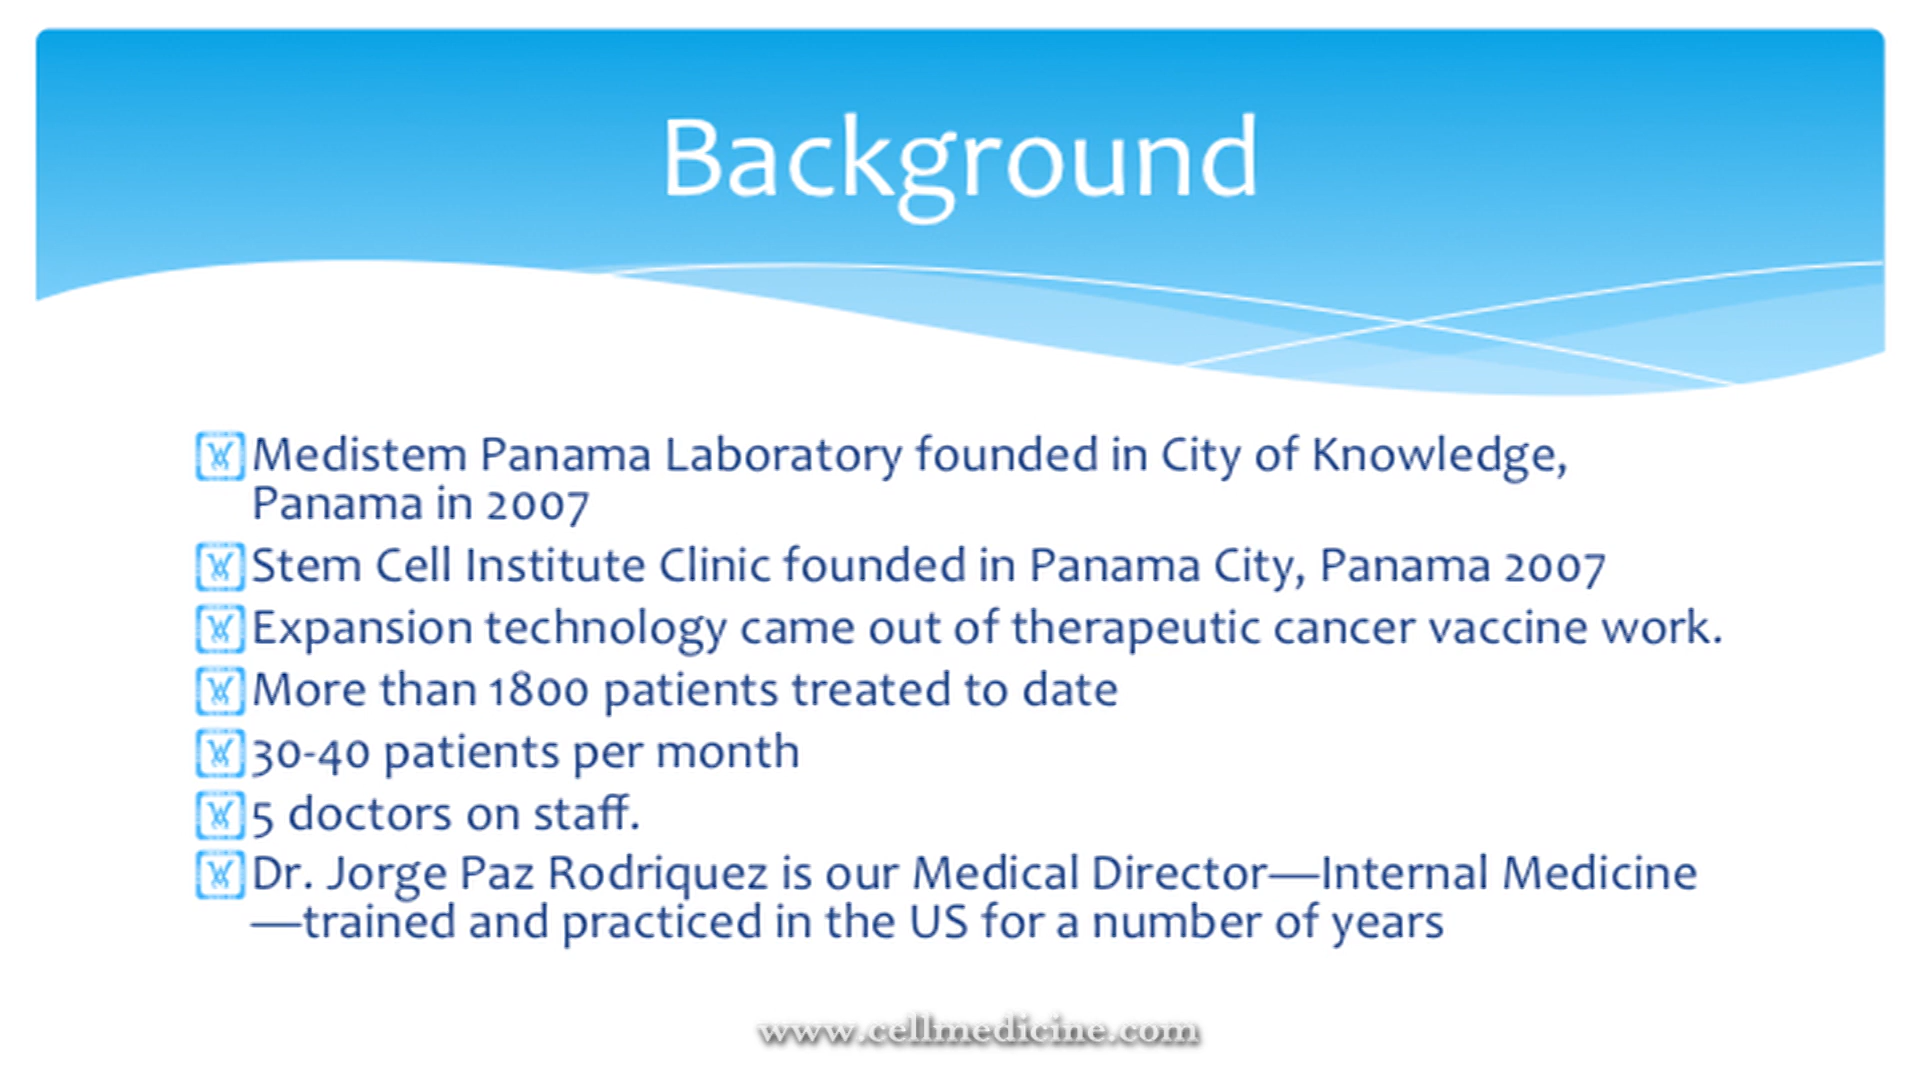 Background
Medistem Panama Laboratory founded in City of Knowledge,
Panama in 2007
Stem Cell Institute Clinic founded in Panama City, Panama 2007
Expansion technology came out of therapeutic cancer vaccine work.
More than 1800 patients treated to date
30-40 patients per month
5 doctors on staff.
Dr. Jorge Paz Rodriquez is our Medical Director—Internal Medicine
—trained and practiced in the US for a number of years
www.cellmedicine.com